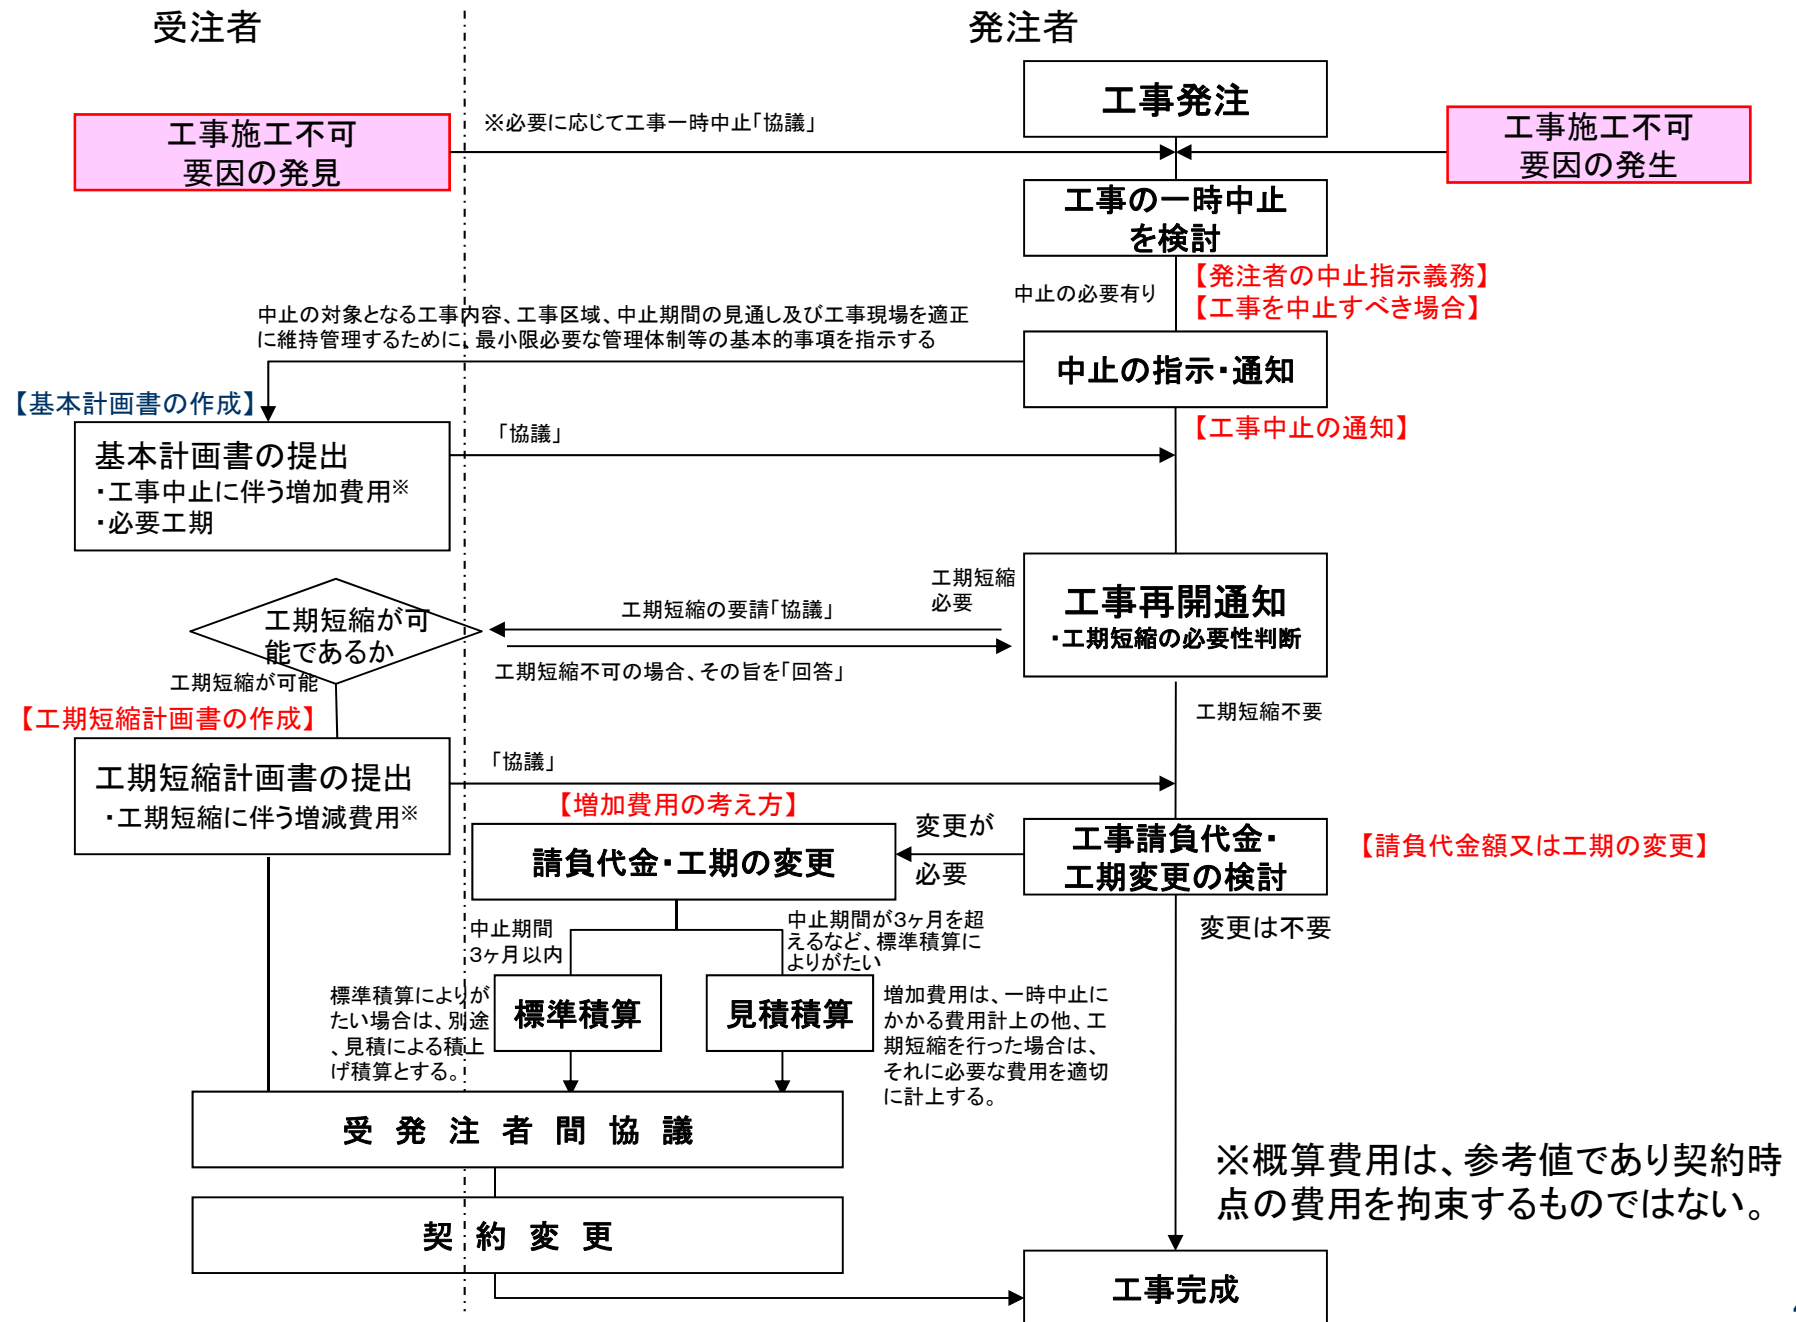 受注者
発注者
工事発注
工事施工不可
要因の発見
※必要に応じて工事一時中止「協議」
工事施工不可
要因の発生
工事の一時中止
を検討
【発注者の中止指示義務】
【工事を中止すべき場合】
中止の必要有り
中止の対象となる工事内容、工事区域、中止期間の見通し及び工事現場を適正
に維持管理するために、最小限必要な管理体制等の基本的事項を指示する
中止の指示・通知
【基本計画書の作成】
【工事中止の通知】
「協議」
基本計画書の提出
・工事中止に伴う増加費用※
・必要工期
工期短縮
必要
工事再開通知
・工期短縮の必要性判断
工期短縮の要請「協議」
工期短縮が可
能であるか
工期短縮不可の場合、その旨を「回答」
工期短縮が可能
【工期短縮計画書の作成】
工期短縮不要
工期短縮計画書の提出
・工期短縮に伴う増減費用※
「協議」
【増加費用の考え方】
請負代金・工期の変更
変更が
必要
工事請負代金・
工期変更の検討
【請負代金額又は工期の変更】
変更は不要
中止期間
3ヶ月以内
中止期間が3ヶ月を超
えるなど、標準積算に
よりがたい
標準積算によりが
たい場合は、別途
、見積による積上
げ積算とする。
標準積算
見積積算
増加費用は、一時中止に
かかる費用計上の他、工
期短縮を行った場合は、
それに必要な費用を適切
に計上する。
受発注者間協議
※概算費用は、参考値であり契約時
点の費用を拘束するものではない。
契約変更
工事完成